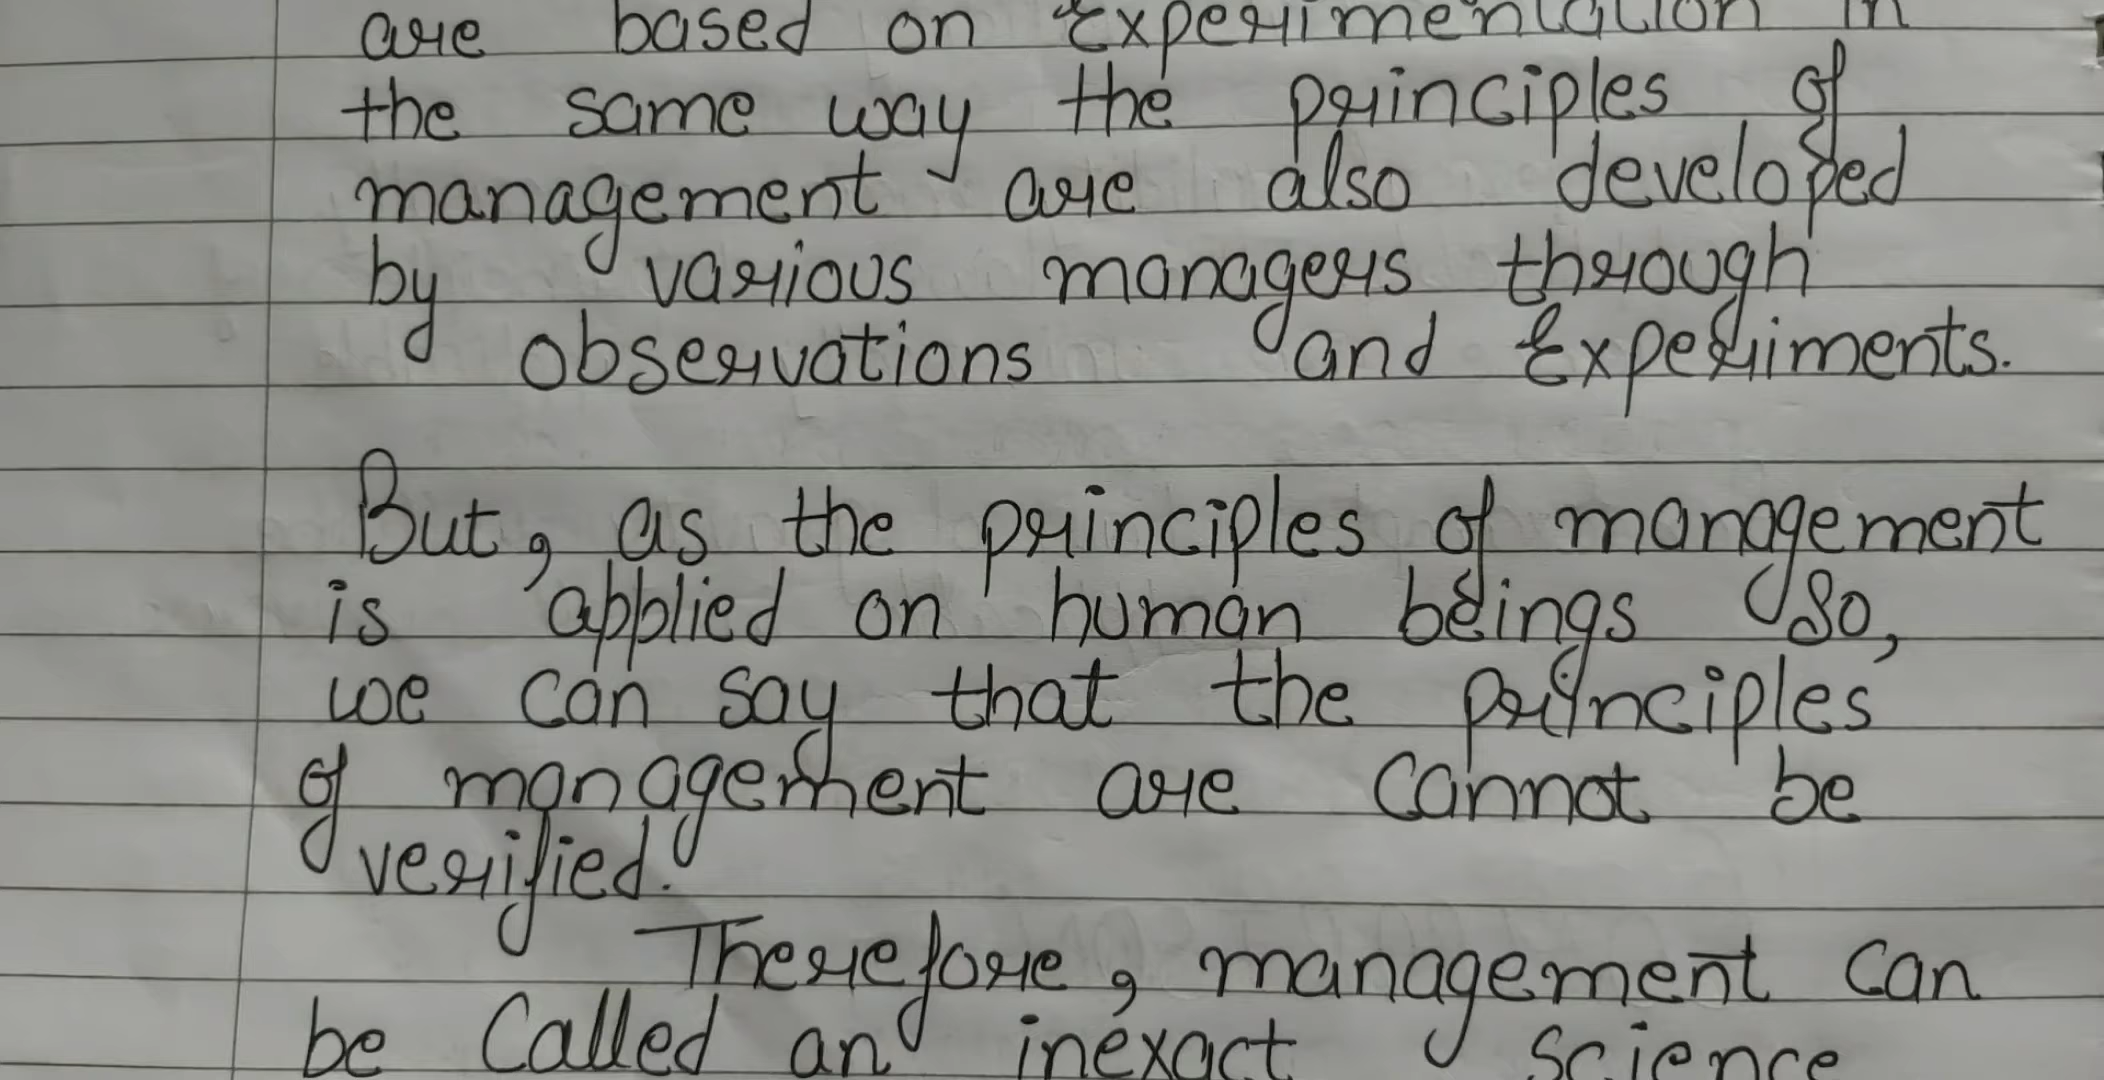 are based on Experimentation in
the same way the principles of
management are also developed
by various managers through
observations and Experiments.
But, as the principles of management
is applied on human beings So,
we can say that the principles
of management are cannot be
verified.
Therefore, management can
be Called an inexact science